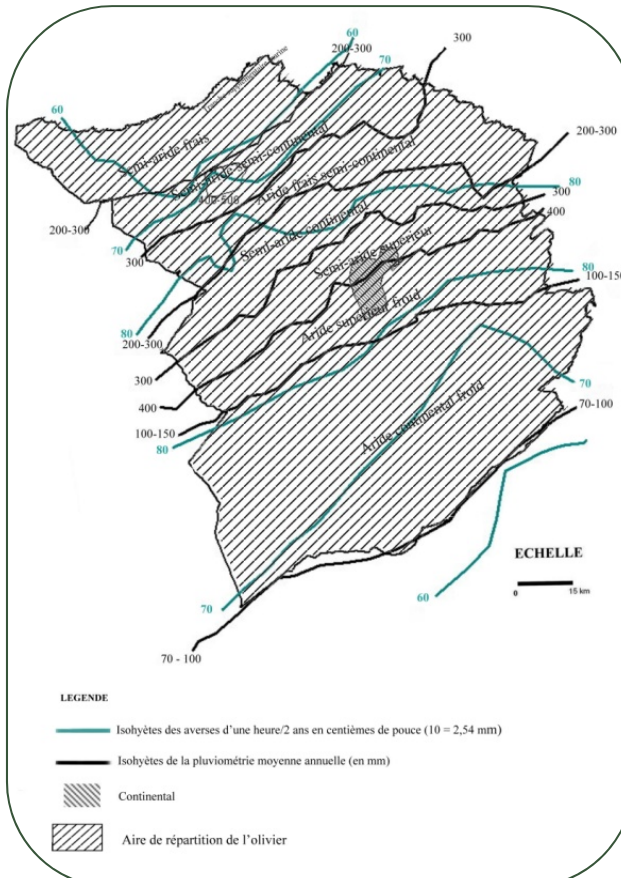 60
200-300
300
70
60
Semi-aride semi-continental
Aride frais semi-continental
200-300
400-500
80
300
400
200-300
70
300
Semi-aride continental
Semi-aride supérieur
80
100-150
80
200-300
Aride supérieur froid
300
400
70
70-100
100-150
80
Aride continental froid
ECHELLE
0 15 km
60
70
70 - 100
LEGENDE
Isohyètes des averses d'une heure/2 ans en centièmes de pouce (10 = 2,54 mm)
Isohyètes de la pluviométrie moyenne annuelle (en mm)
Continental
Aire de répartition de l'olivier